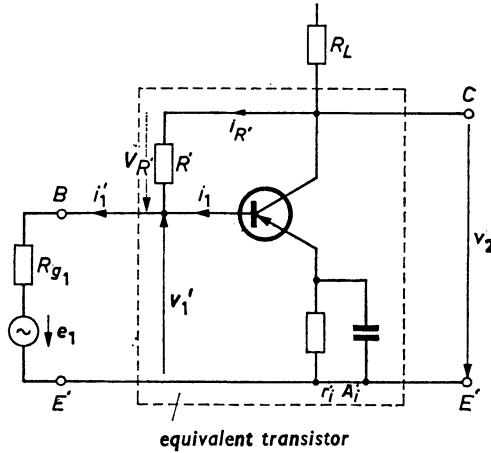 R_L
C
i_R'
V_R'
R'
B
i_1'
i_1
R_g1
v_1'
v_2
e_1
~
r_i' A_i'
E'
E'
equivalent transistor